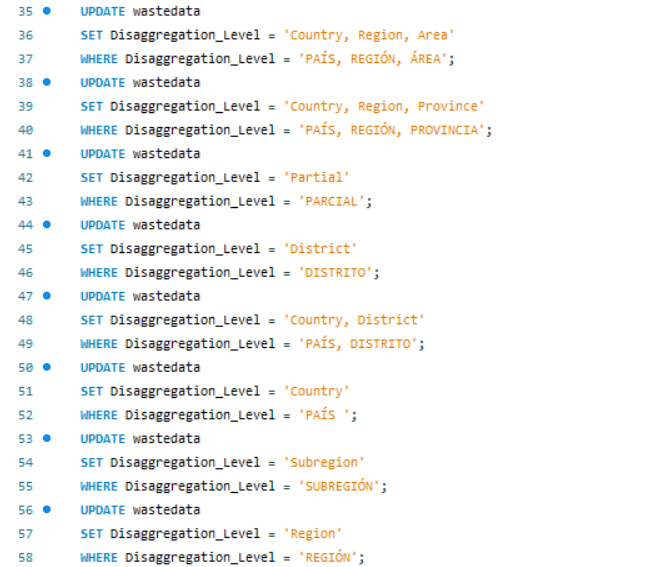 35 UPDATE wastedata
36 SET Disaggregation_Level = 'Country, Region, Area'
37 WHERE Disaggregation_Level = 'PAÍS, REGIÓN, ÁREA';
38 UPDATE wastedata
39 SET Disaggregation_Level = 'Country, Region, Province'
40 WHERE Disaggregation_Level = 'PAÍS, REGIÓN, PROVINCIA';
41 UPDATE wastedata
42 SET Disaggregation_Level = 'Partial'
43 WHERE Disaggregation_Level = 'PARCIAL';
44 UPDATE wastedata
45 SET Disaggregation_Level = 'District'
46 WHERE Disaggregation_Level = 'DISTRITO';
47 UPDATE wastedata
48 SET Disaggregation_Level = 'Country, District'
49 WHERE Disaggregation_Level = 'PAÍS, DISTRITO';
50 UPDATE wastedata
51 SET Disaggregation_Level = 'Country'
52 WHERE Disaggregation_Level = 'PAÍS ';
53 UPDATE wastedata
54 SET Disaggregation_Level = 'Subregion'
55 WHERE Disaggregation_Level = 'SUBREGIÓN';
56 UPDATE wastedata
57 SET Disaggregation_Level = 'Region'
58 WHERE Disaggregation_Level = 'REGIÓN';